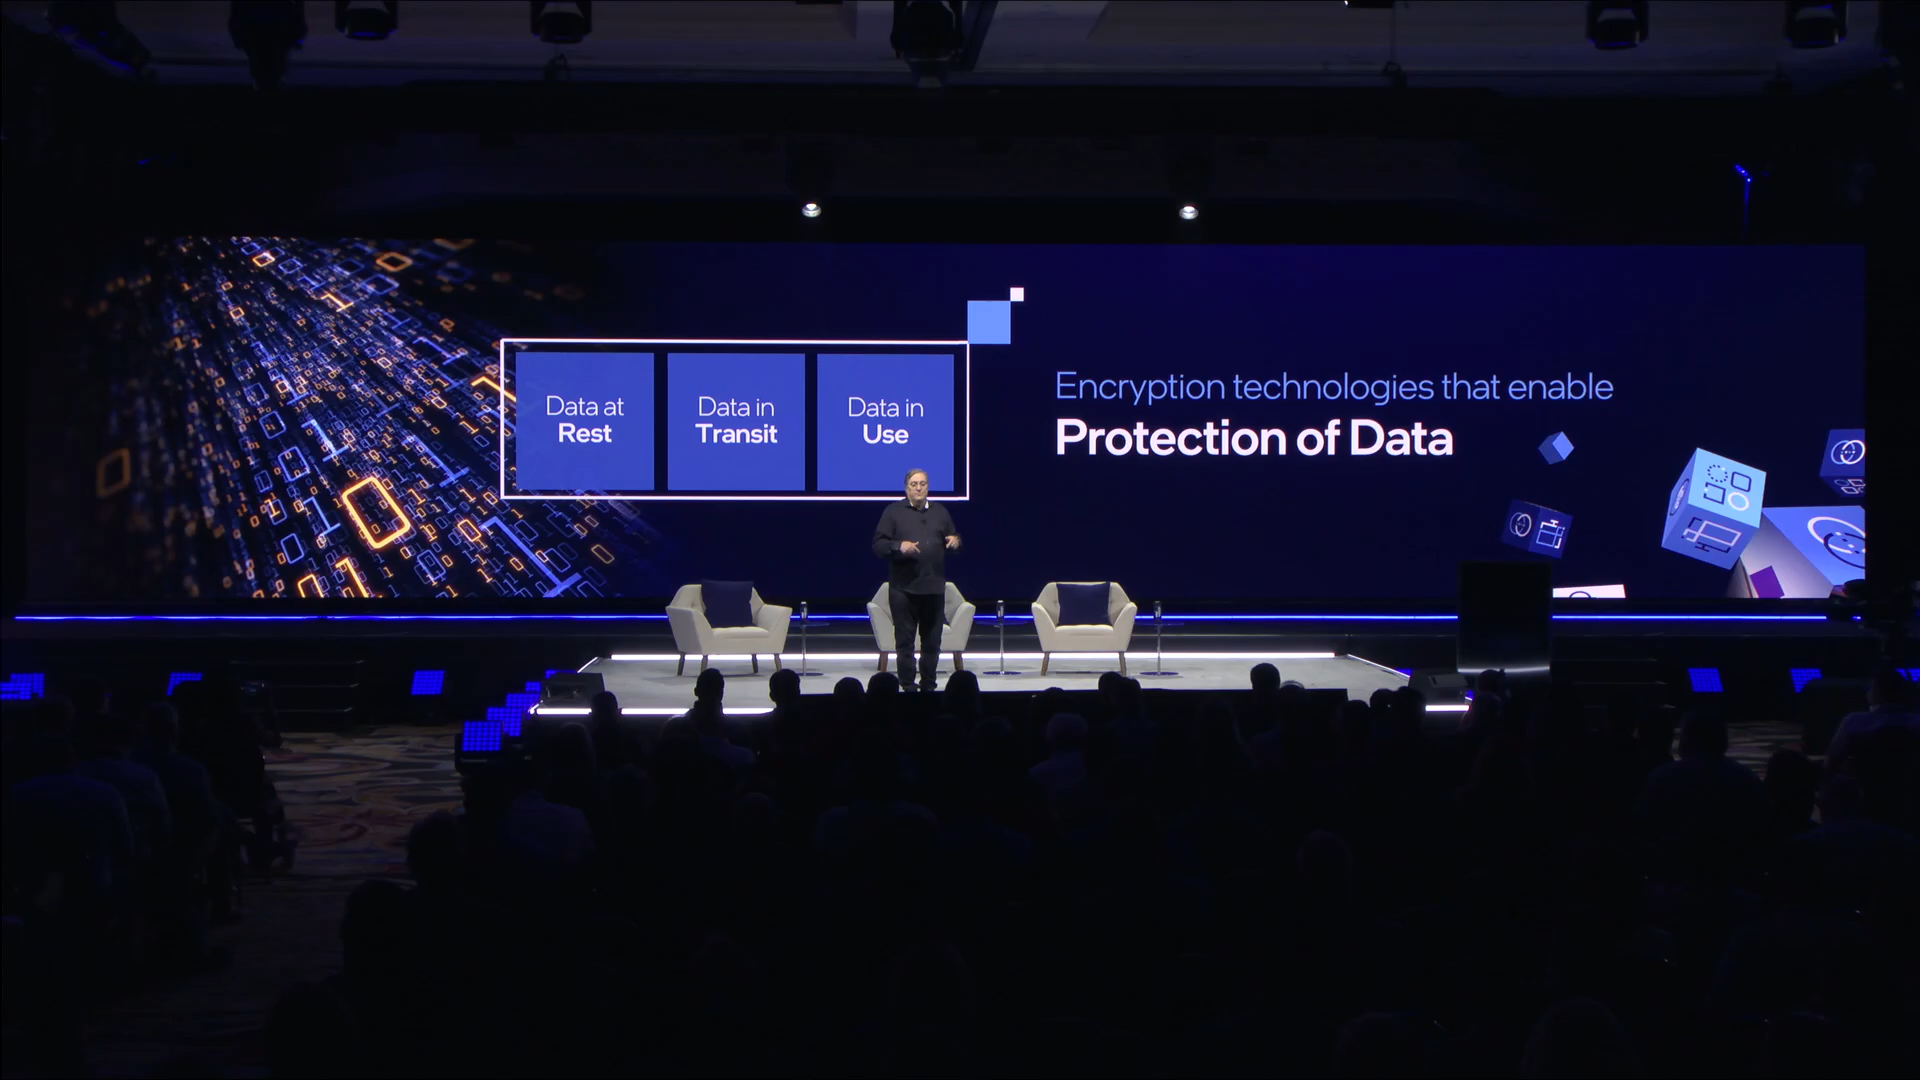 Data at
Rest
Data in
Transit
Data in
Use
Encryption technologies that enable
Protection of Data